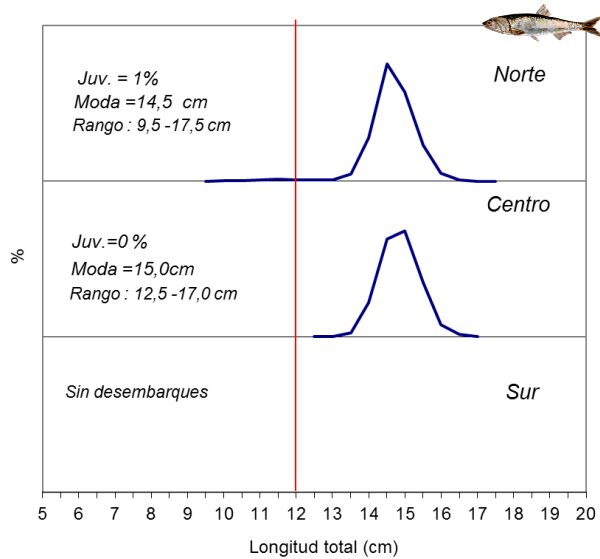 Norte
Juv. = 1%
Moda =14,5 cm
Rango : 9,5 -17,5 cm
Centro
Juv.=0 %
Moda =15,0cm
Rango : 12,5 -17,0 cm
%
Sin desembarques
Sur
5 6 7 8 9 10 11 12 13 14 15 16 17 18 19 20
Longitud total (cm)